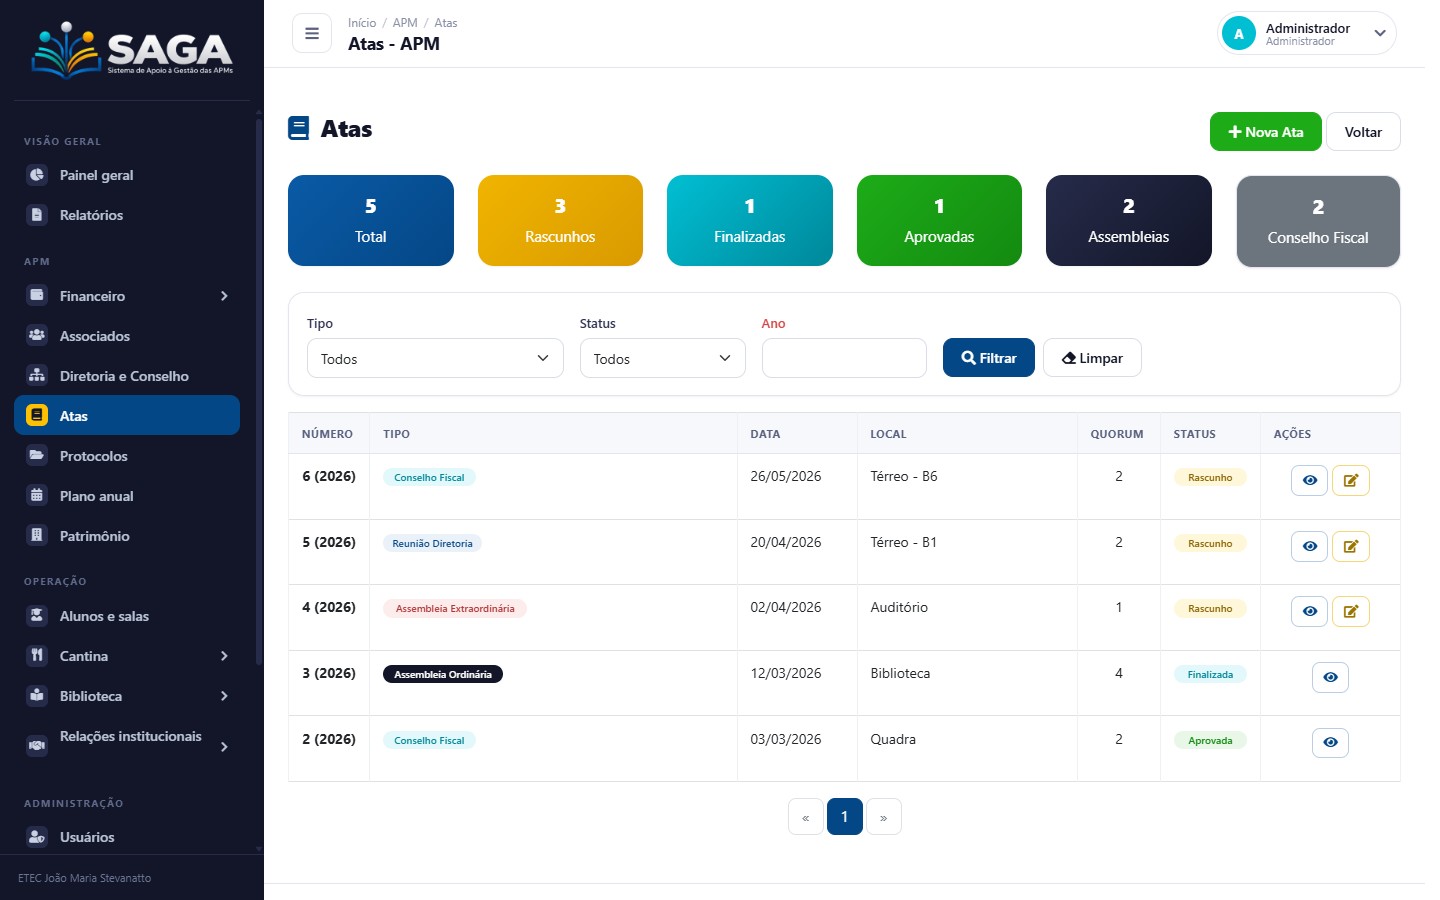 SAGA
Sistema de Apoio à Gestão das APMs
VISÃO GERAL
Painel geral
Relatórios
APM
Financeiro
Associados
Diretoria e Conselho
Atas
Protocolos
Plano anual
Patrimônio
OPERAÇÃO
Alunos e salas
Cantina
Biblioteca
Relações institucionais
ADMINISTRAÇÃO
Usuários
ETEC João Maria Stevanatto
Início / APM / Atas
Atas - APM
A
Administrador
Administrador
Atas
Nova Ata
Voltar
5
Total
3
Rascunhos
1
Finalizadas
1
Aprovadas
2
Assembleias
2
Conselho Fiscal
Tipo
Todos
Status
Todos
Ano
Filtrar
Limpar
NÚMERO TIPO DATA LOCAL QUORUM STATUS AÇÕES
6 (2026) Conselho Fiscal 26/05/2026 Térreo - B6 2 Rascunho
5 (2026) Reunião Diretoria 20/04/2026 Térreo - B1 2 Rascunho
4 (2026) Assembleia Extraordinária 02/04/2026 Auditório 1 Rascunho
3 (2026) Assembleia Ordinária 12/03/2026 Biblioteca 4 Finalizada
2 (2026) Conselho Fiscal 03/03/2026 Quadra 2 Aprovada
« 1 »